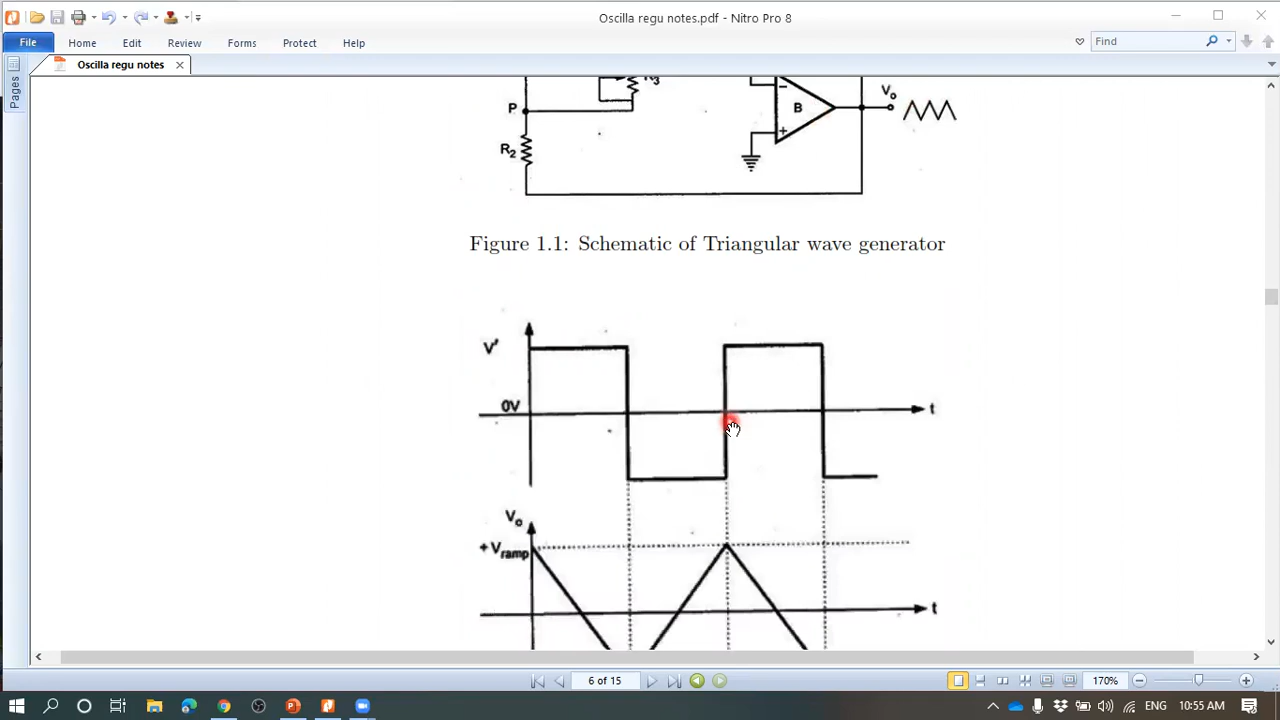 Oscilla regu notes.pdf - Nitro Pro 8
File Home Edit Review Forms Protect Help
Find
Oscilla regu notes
Pages
R3
P
B
Vo
−
+
R2
Figure 1.1: Schematic of Triangular wave generator
V'
0V
t
Vo
+Vramp
t
6 of 15
170%
ENG 10:55 AM